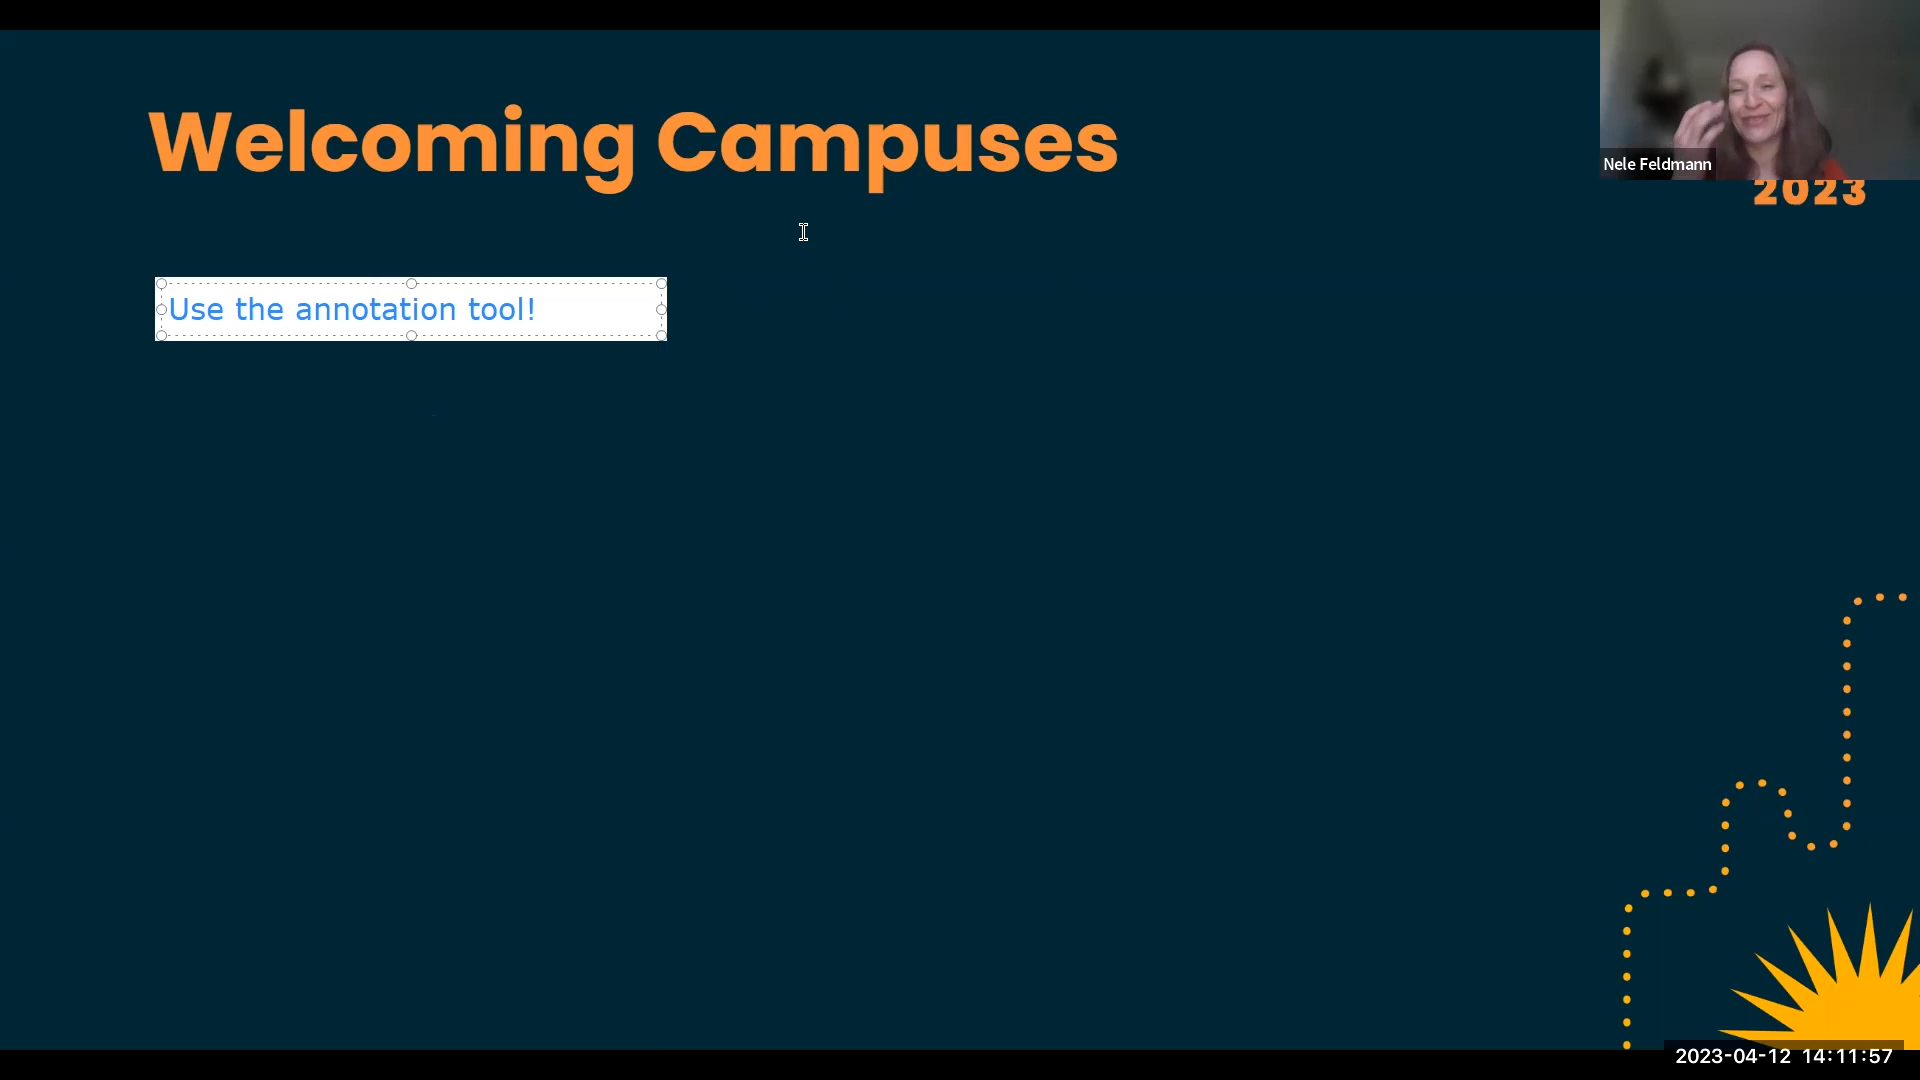 Welcoming Campuses
Nele Feldmann
2023
Use the annotation tool!
2023-04-12 14:11:57